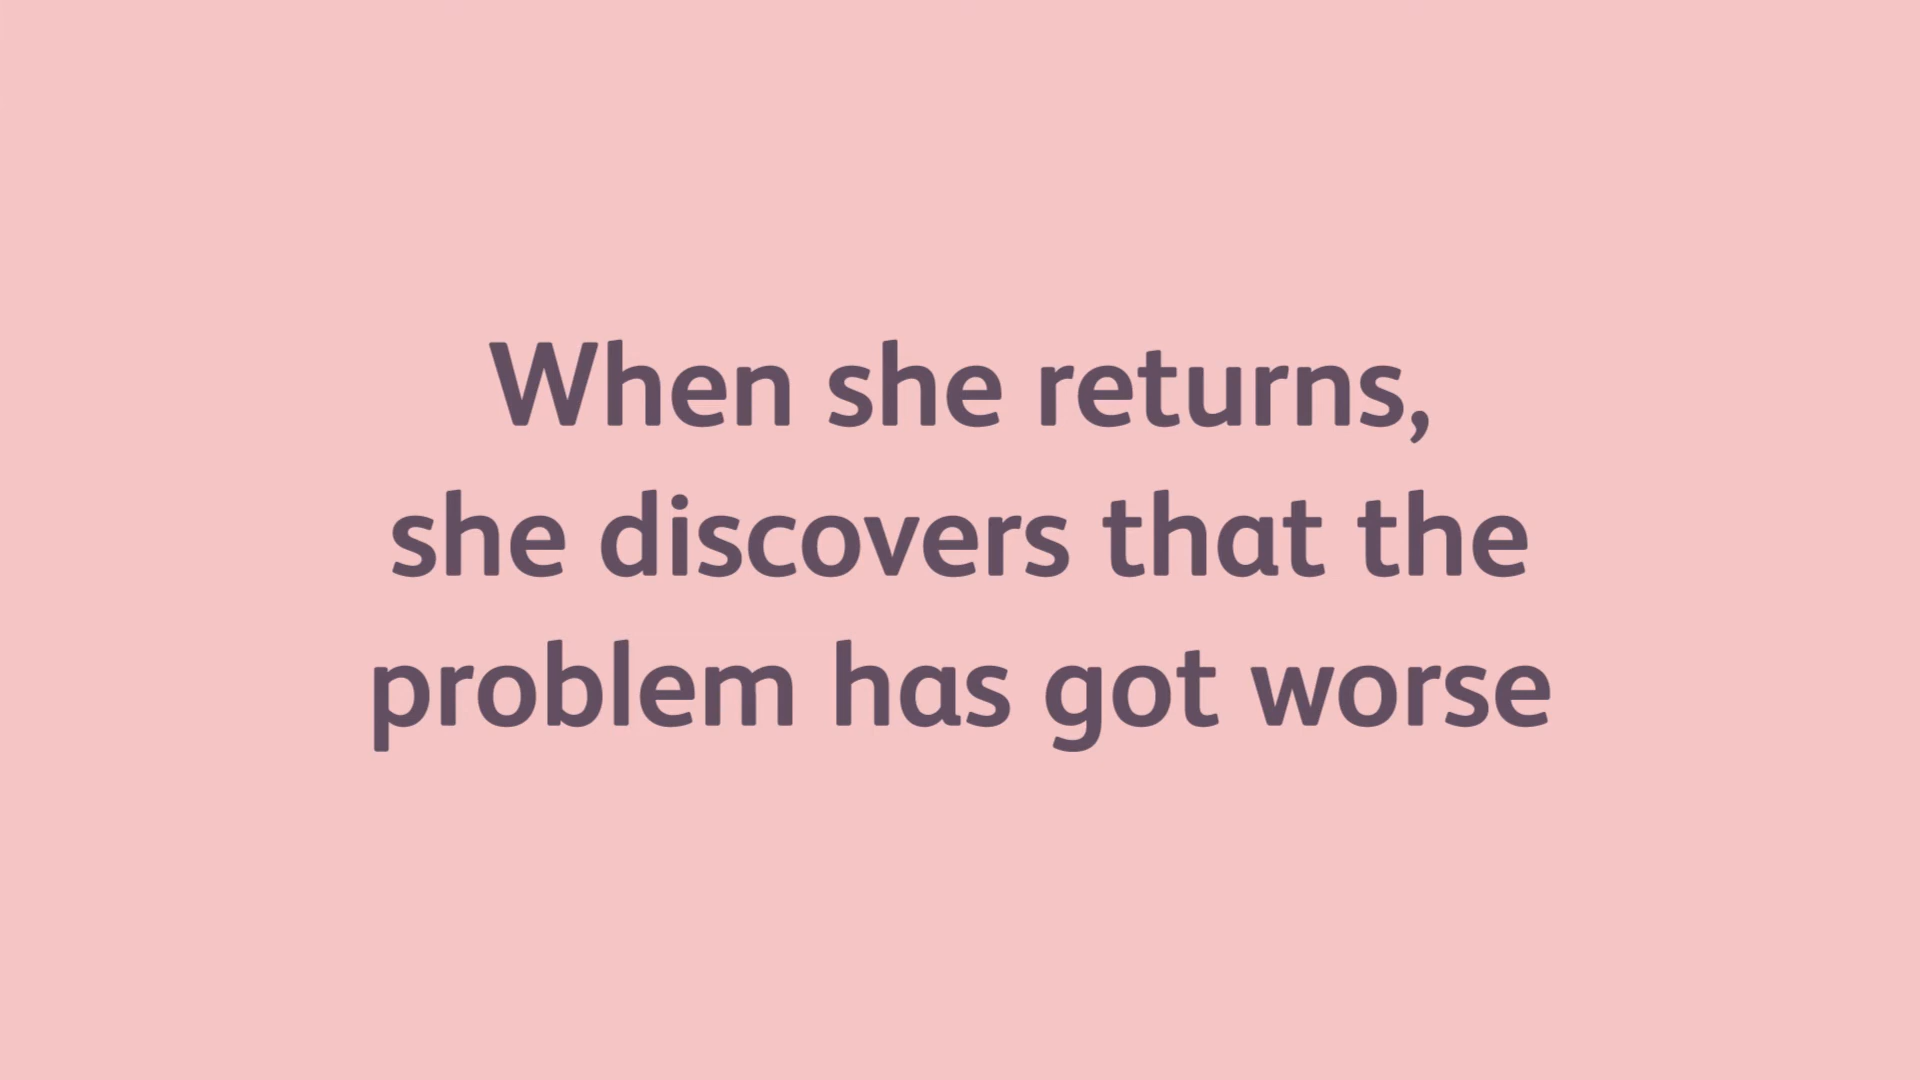 When she returns,
she discovers that the
problem has got worse